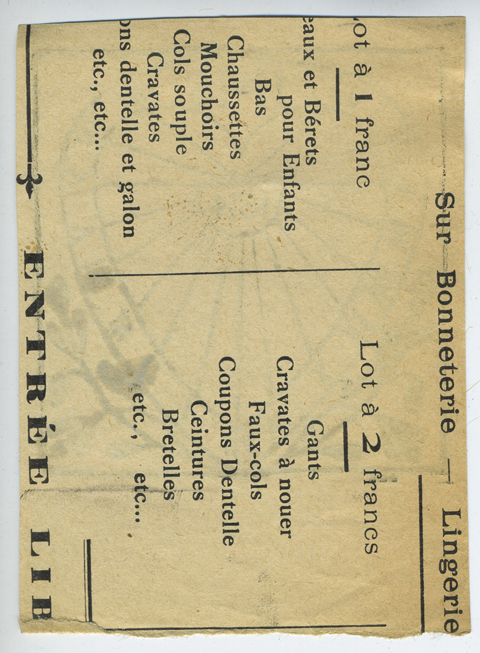 Sur Bonneterie — Lingerie
ot à 1 franc
eaux et Bérets
pour Enfants
Bas
Chaussettes
Mouchoirs
Cols souple
Cravates
ons dentelle et galon
etc., etc...
Lot à 2 francs
Gants
Cravates à nouer
Faux-cols
Coupons Dentelle
Ceintures
Bretelles
etc., etc...
ENTRÉE LIB